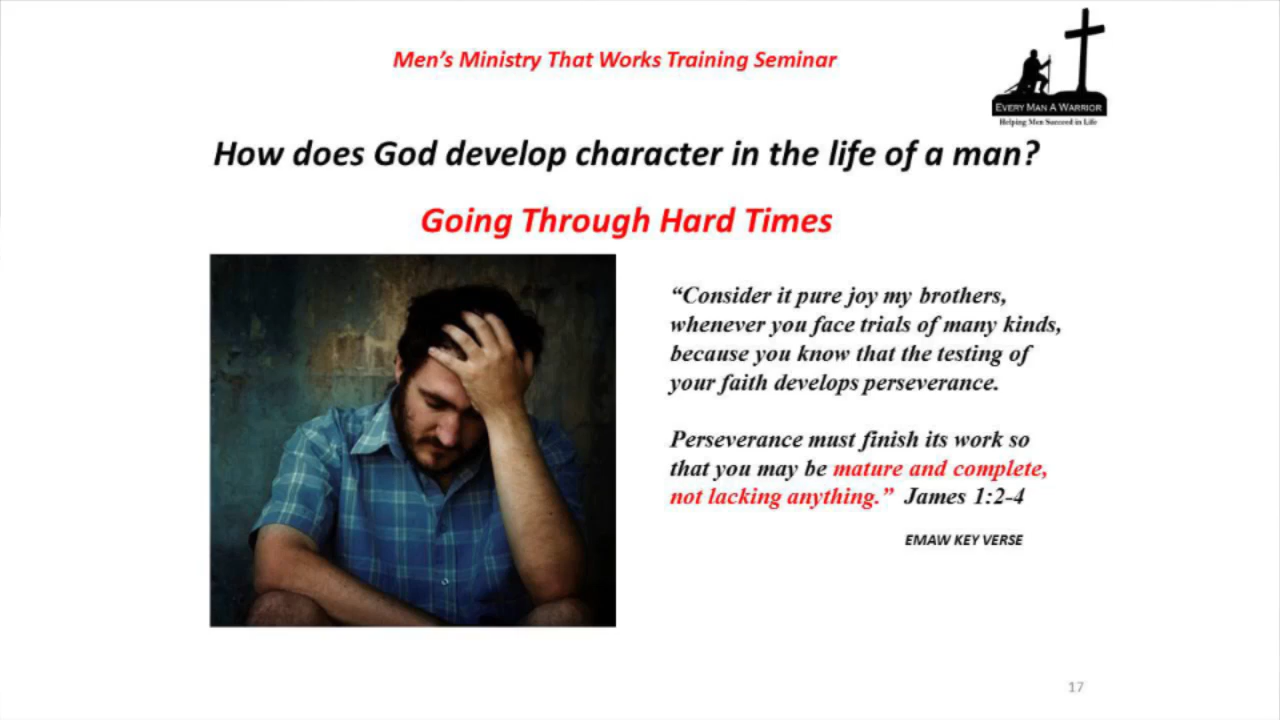 Men's Ministry That Works Training Seminar
EVERY MAN A WARRIOR
Helping Men Succeed in Life
How does God develop character in the life of a man?
Going Through Hard Times
“Consider it pure joy my brothers,
whenever you face trials of many kinds,
because you know that the testing of
your faith develops perseverance.
Perseverance must finish its work so
that you may be mature and complete,
not lacking anything.” James 1:2-4
EMAW KEY VERSE
17